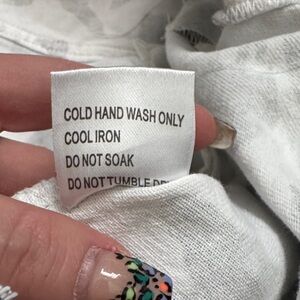 COLD HAND WASH ONLY
COOL IRON
DO NOT SOAK
DO NOT TUMBLE